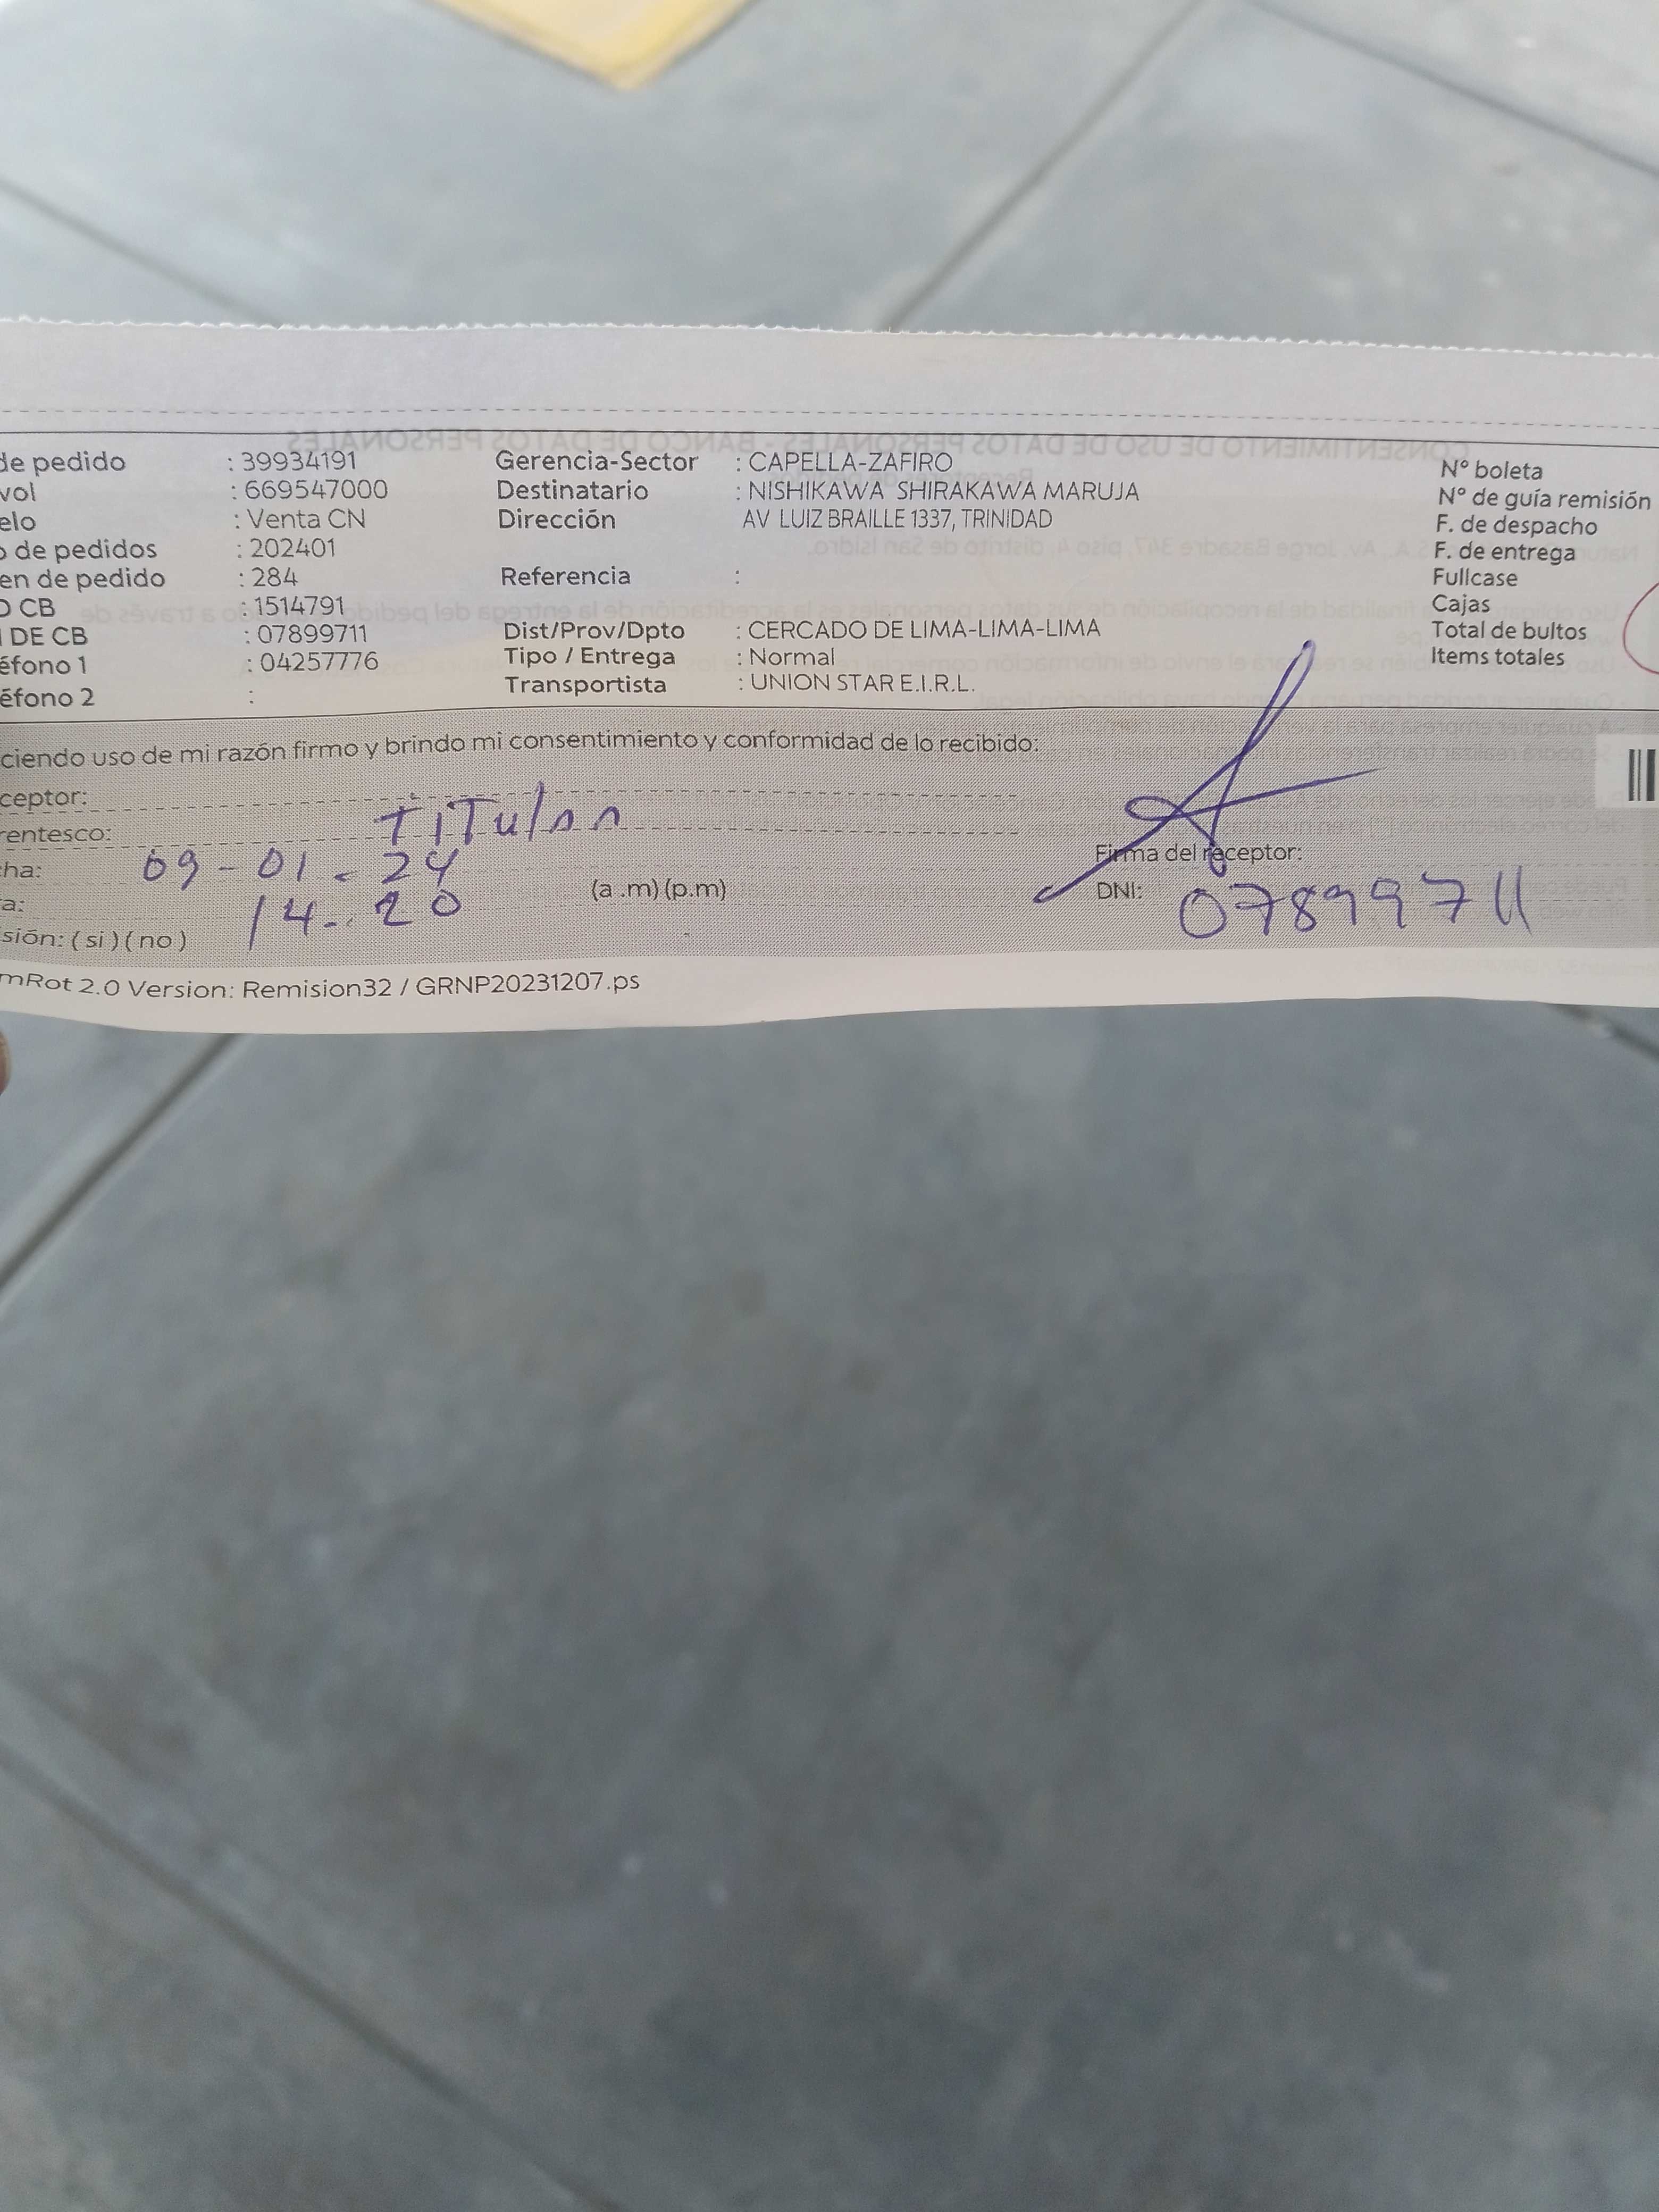 de pedido : 39934191 Gerencia-Sector : CAPELLA-ZAFIRO Nº boleta
vol : 669547000 Destinatario : NISHIKAWA SHIRAKAWA MARUJA Nº de guía remisión
elo : Venta CN Dirección AV LUIZ BRAILLE 1337, TRINIDAD F. de despacho
o de pedidos : 202401 F. de entrega
en de pedido : 284 Referencia : Fullcase
O CB : 1514791 Cajas
DE CB : 07899711 Dist/Prov/Dpto : CERCADO DE LIMA-LIMA-LIMA Total de bultos
éfono 1 : 04257776 Tipo / Entrega : Normal Items totales
éfono 2 : Transportista : UNION STAR E.I.R.L.
ciendo uso de mi razón firmo y brindo mi consentimiento y conformidad de lo recibido:
ceptor:
rentesco: TiTular
ha: 09-01-24 Firma del receptor:
a: 14.20 (a .m) (p.m) DNI: 07899711
sión: ( si ) ( no )
mRot 2.0 Version: Remision32 / GRNP20231207.ps